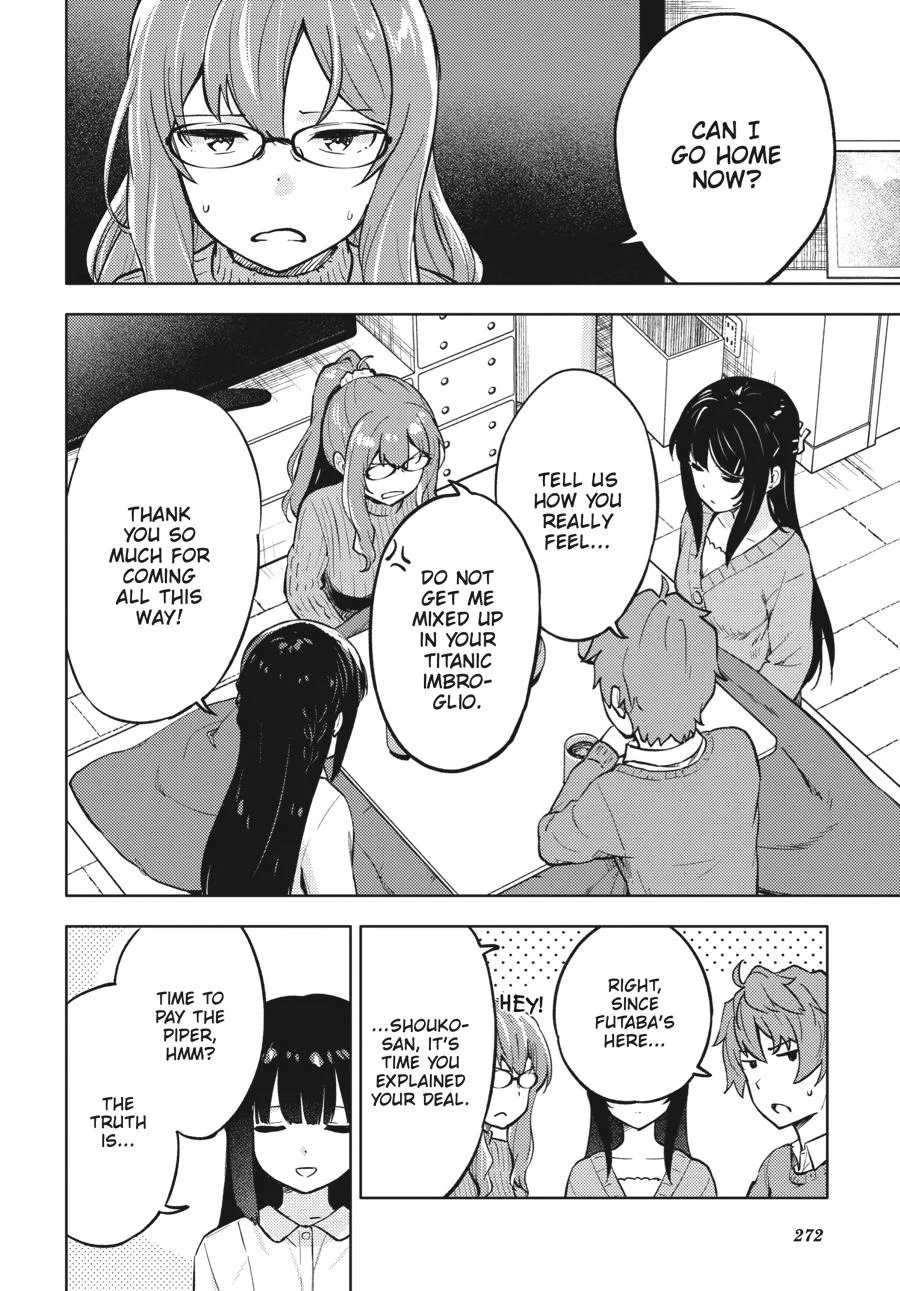 CAN I
GO HOME
NOW?
TELL US
HOW YOU
REALLY
FEEL...
DO NOT
GET ME
MIXED UP
IN YOUR
TITANIC
IMBRO-
GLIO.
THANK
YOU SO
MUCH FOR
COMING
ALL THIS
WAY!
RIGHT,
SINCE
FUTABA'S
HERE...
HEY!
...SHOUKO-
SAN, IT'S
TIME YOU
EXPLAINED
YOUR DEAL.
TIME TO
PAY THE
PIPER,
HMM?
THE
TRUTH
IS...
272